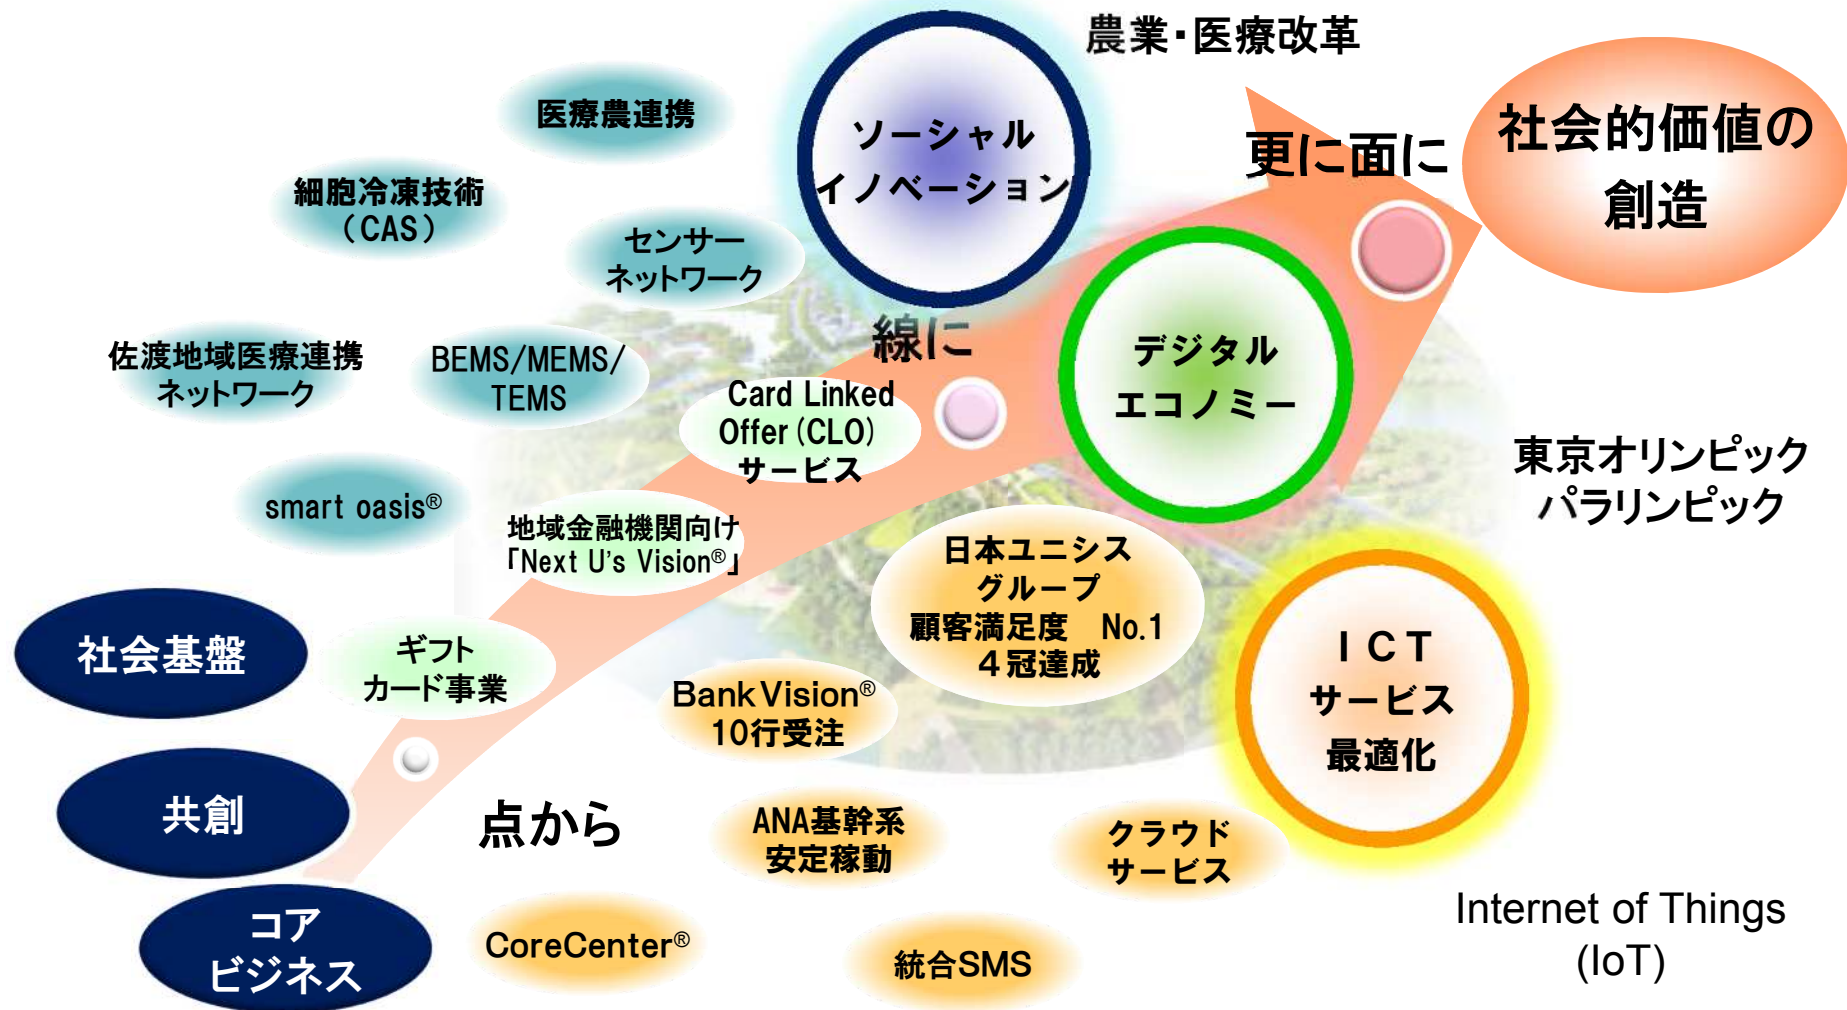 農業・医療改革
医療農連携
ソーシャル
イノベーション
更に面に
社会的価値の
創造
細胞冷凍技術
(CAS)
センサー
ネットワーク
線に
佐渡地域医療連携
ネットワーク
BEMS/MEMS/
TEMS
デジタル
エコノミー
Card Linked
Offer(CLO)
サービス
東京オリンピック
パラリンピック
smart oasis®
地域金融機関向け
「Next U's Vision®」
日本ユニシス
グループ
顧客満足度 No.1
4冠達成
社会基盤
ギフト
カード事業
BankVision®
10行受注
ICT
サービス
最適化
共創
点から
ANA基幹系
安定稼動
クラウド
サービス
コア
ビジネス
CoreCenter®
統合SMS
Internet of Things
(IoT)